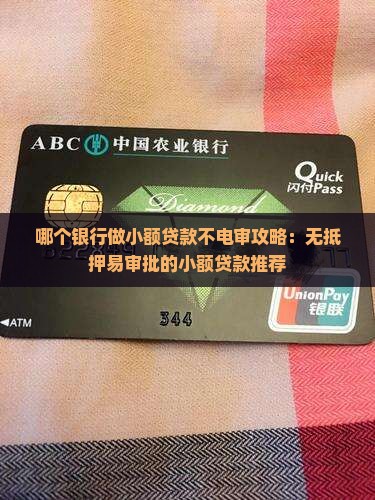 ABC 中国农业银行
Quick
闪付Pass
Diamond
哪个银行做小额贷款不电审攻略：无抵
押易审批的小额贷款推荐
UnionPay
银联
344
◀ATM